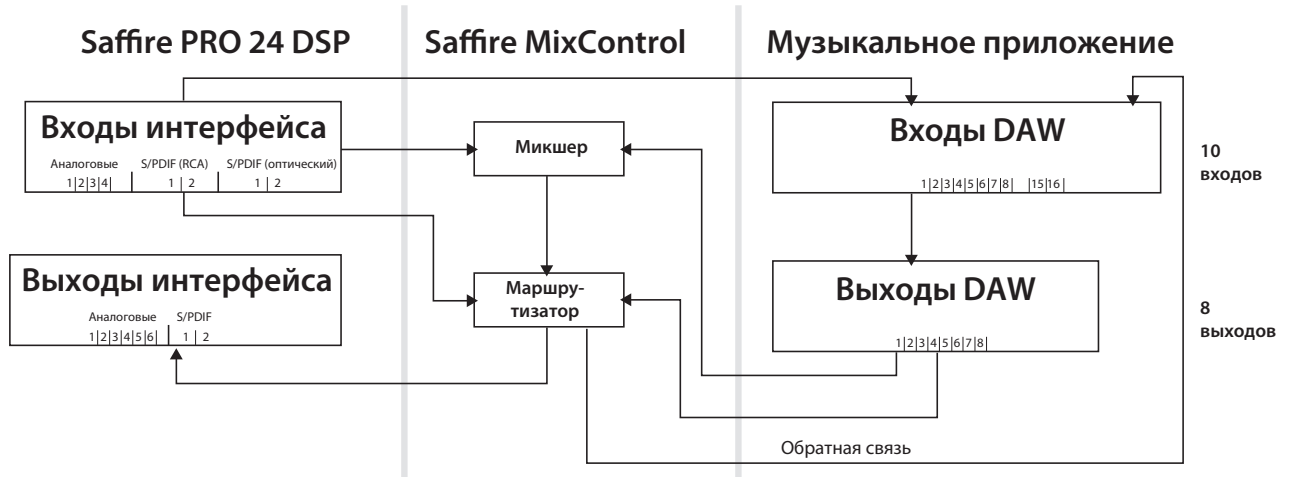 Saffire PRO 24 DSP
Saffire MixControl
Музыкальное приложение
Входы интерфейса
Аналоговые S/PDIF (RCA) S/PDIF (оптический)
1|2|3|4| 1 | 2 1 | 2
Микшер
Входы DAW
1|2|3|4|5|6|7|8| |15|16|
10
входов
Выходы интерфейса
Аналоговые S/PDIF
1|2|3|4|5|6| 1 | 2
Маршру-
тизатор
Выходы DAW
1|2|3|4|5|6|7|8|
8
выходов
Обратная связь